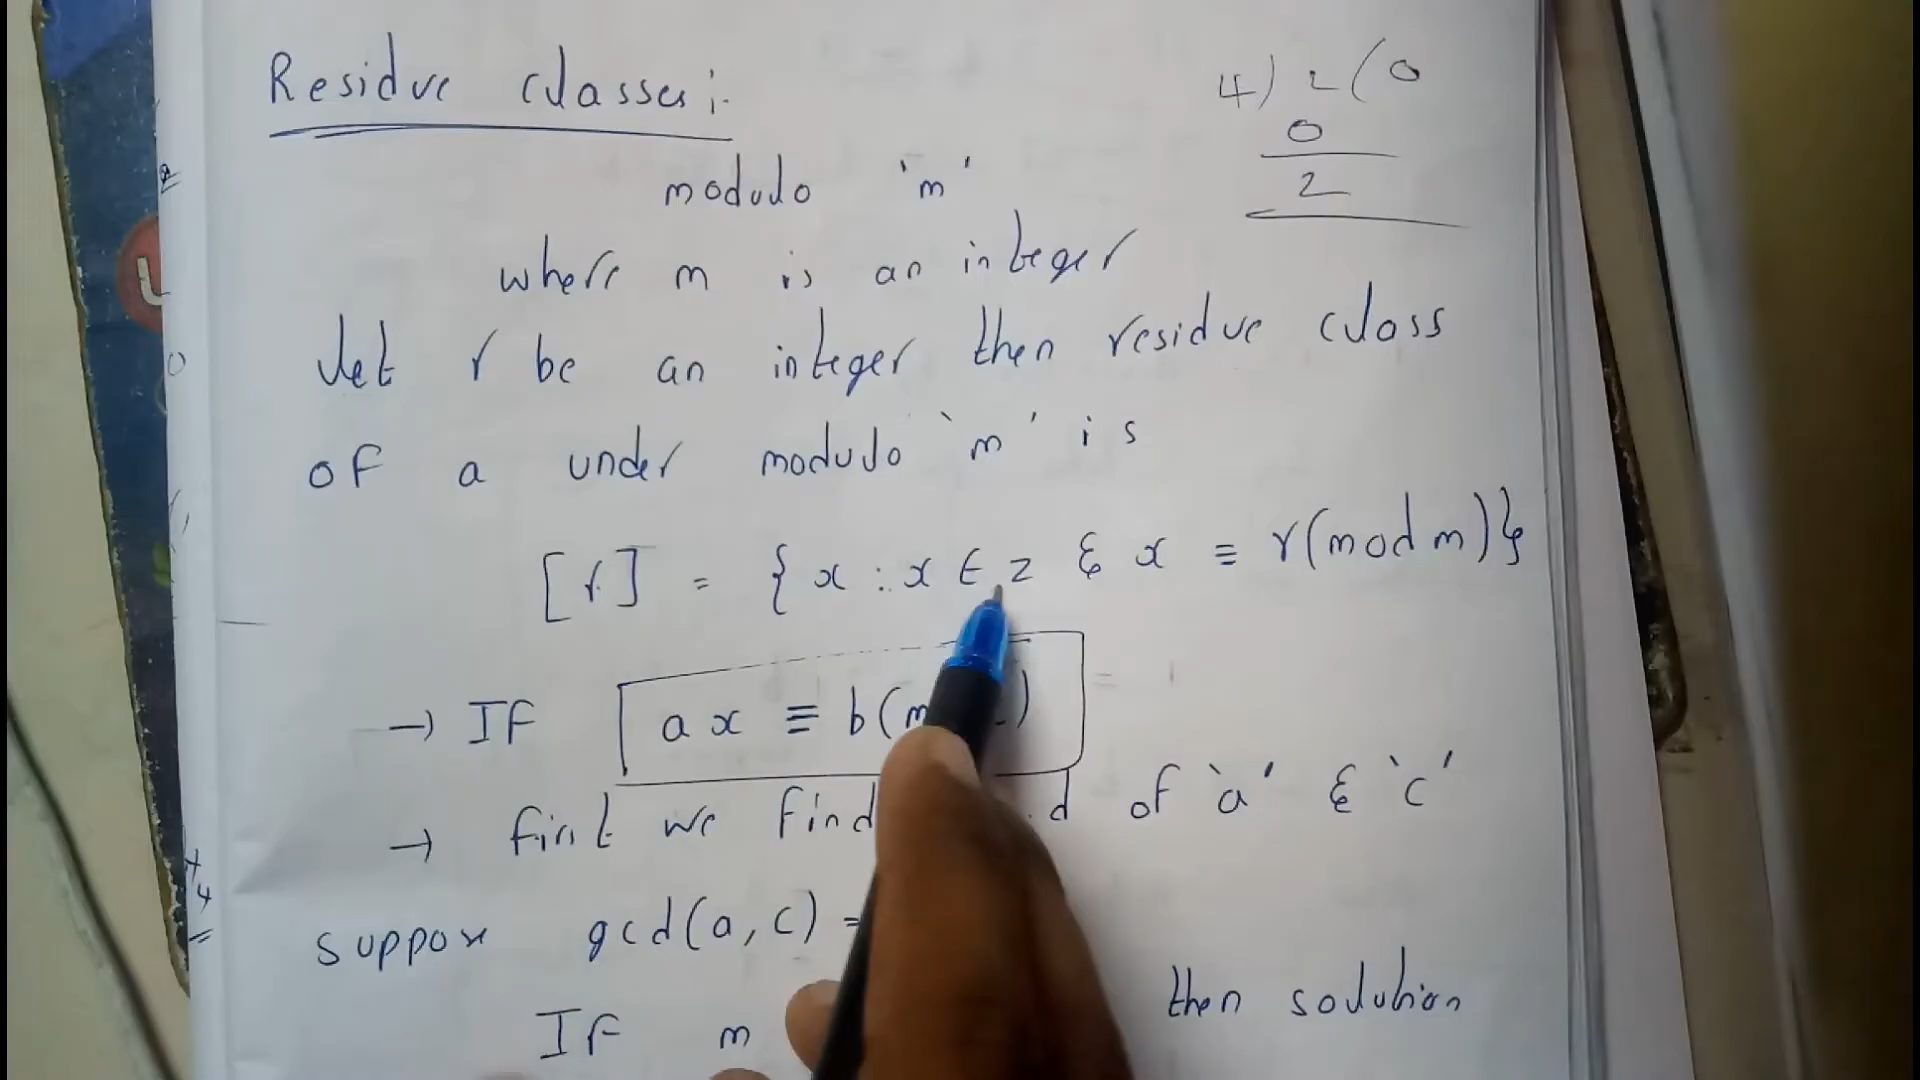 Residue classes:-
4) 2 (0
0
2
modulo 'm'
where m is an integer
let r be an integer then residue class
of a under modulo 'm' is
[r] = {x : x ∈ z & x ≡ r(mod m)}
→ If ax ≡ b(m
→ first we find d of 'a' & 'c'
suppose gcd(a, c) =
If m then solution